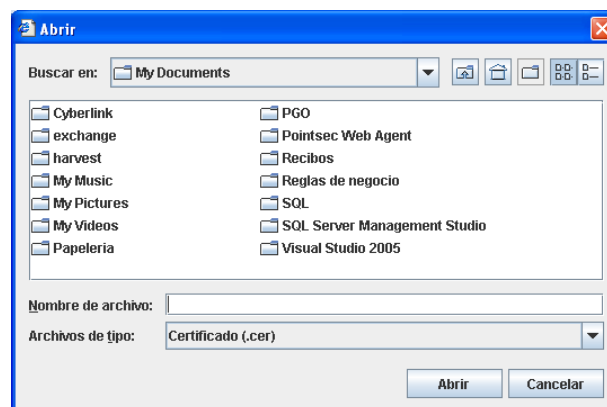 Abrir
Buscar en: My Documents
Cyberlink
exchange
harvest
My Music
My Pictures
My Videos
Papeleria
PGO
Pointsec Web Agent
Recibos
Reglas de negocio
SQL
SQL Server Management Studio
Visual Studio 2005
Nombre de archivo:
Archivos de tipo: Certificado (.cer)
Abrir Cancelar